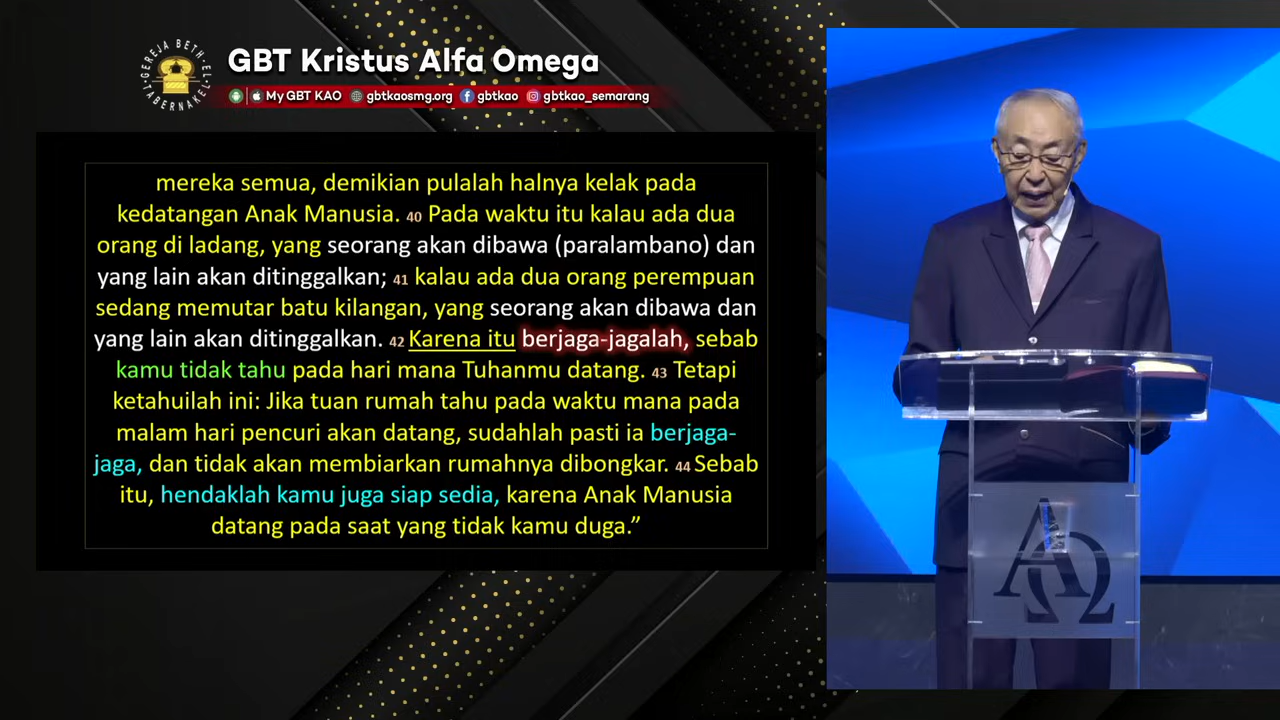 GEREJA BETH-EL TABERNAKEL
GBT Kristus Alfa Omega
My GBT KAO gbtkaosmg.org gbtkao gbtkao_semarang
mereka semua, demikian pulalah halnya kelak pada
kedatangan Anak Manusia. 40 Pada waktu itu kalau ada dua
orang di ladang, yang seorang akan dibawa (paralambano) dan
yang lain akan ditinggalkan; 41 kalau ada dua orang perempuan
sedang memutar batu kilangan, yang seorang akan dibawa dan
yang lain akan ditinggalkan. 42 Karena itu berjaga-jagalah, sebab
kamu tidak tahu pada hari mana Tuhanmu datang. 43 Tetapi
ketahuilah ini: Jika tuan rumah tahu pada waktu mana pada
malam hari pencuri akan datang, sudahlah pasti ia berjaga-
jaga, dan tidak akan membiarkan rumahnya dibongkar. 44 Sebab
itu, hendaklah kamu juga siap sedia, karena Anak Manusia
datang pada saat yang tidak kamu duga.”
ΑΩ